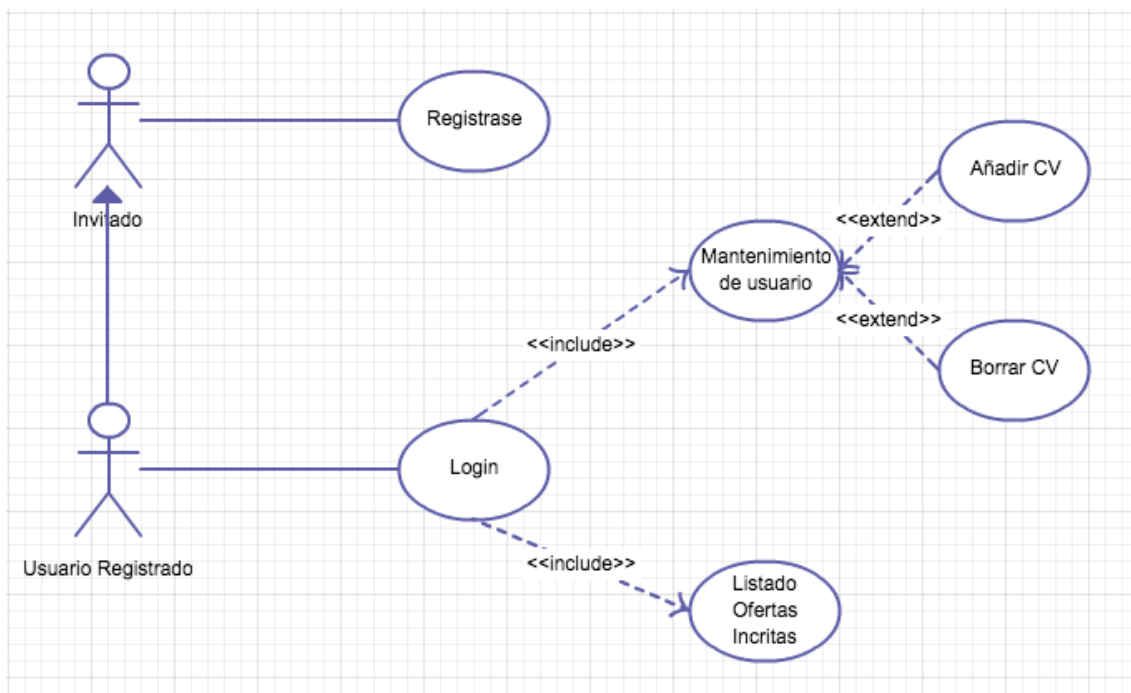 Registrase
Invitado
Añadir CV
<<extend>>
Mantenimiento
de usuario
<<extend>>
<<include>>
Borrar CV
Login
Usuario Registrado
<<include>>
Listado
Ofertas
Incritas